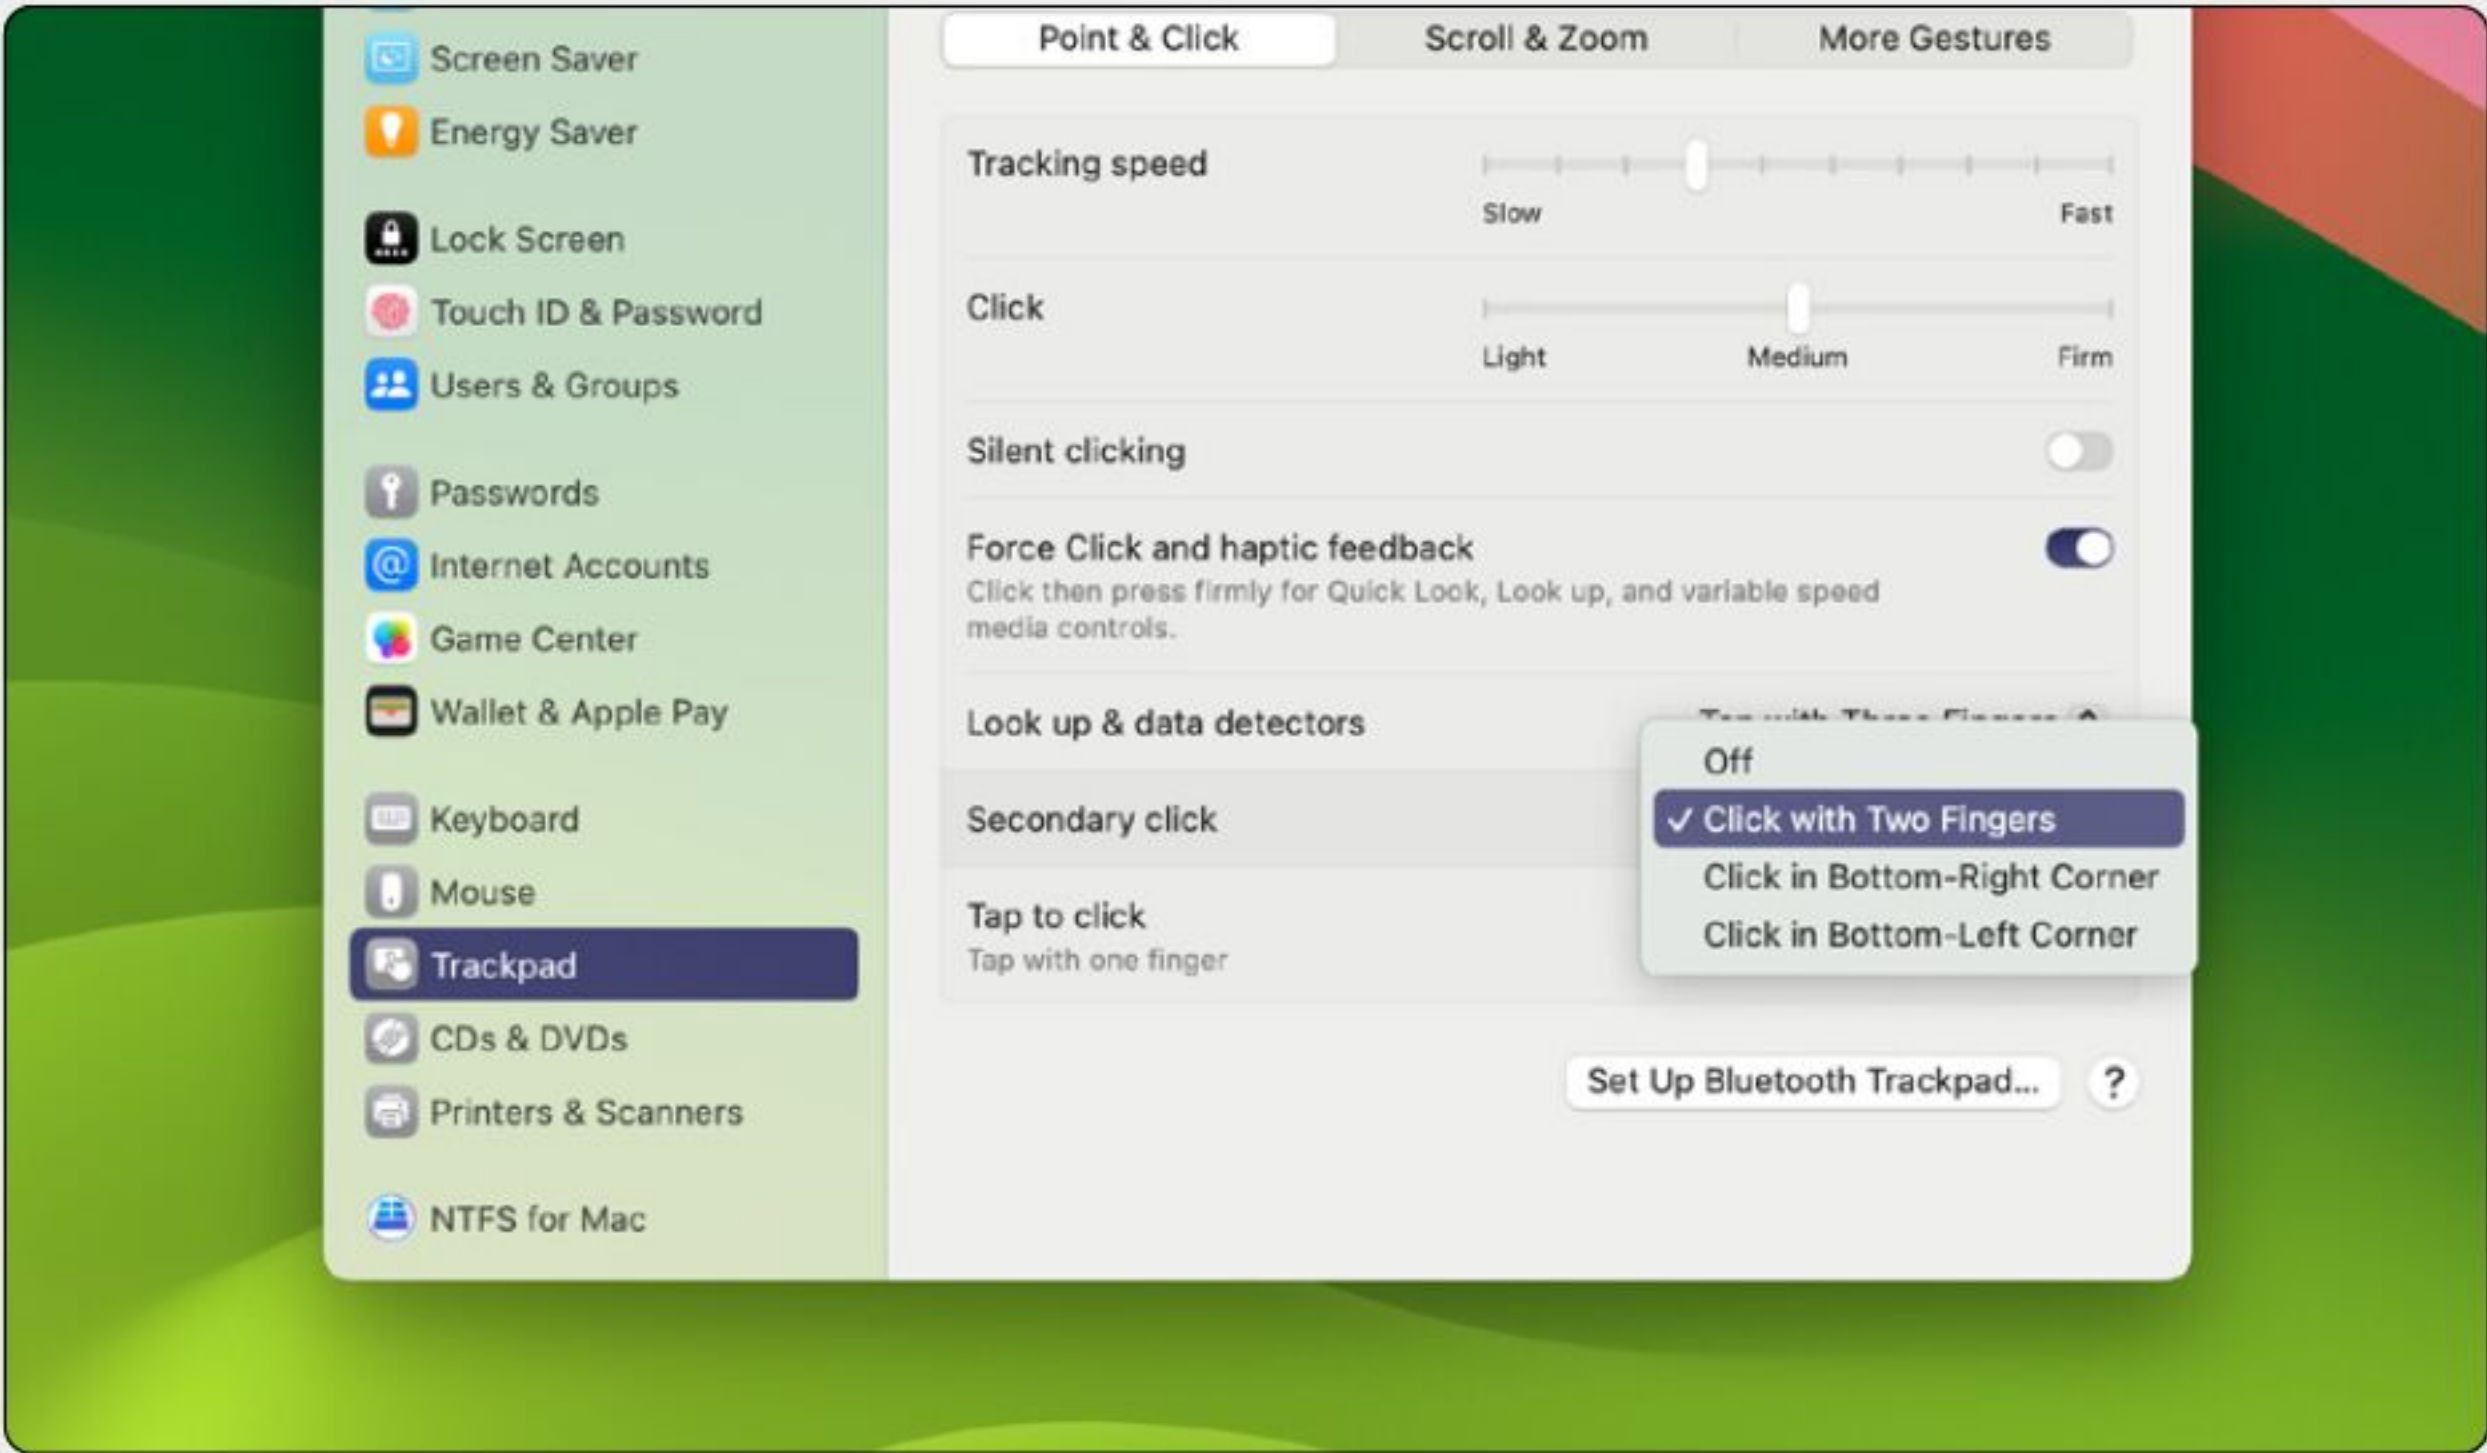 Screen Saver
Energy Saver
Lock Screen
Touch ID & Password
Users & Groups
Passwords
Internet Accounts
Game Center
Wallet & Apple Pay
Keyboard
Mouse
Trackpad
CDs & DVDs
Printers & Scanners
NTFS for Mac
Point & Click
Scroll & Zoom
More Gestures
Tracking speed
Slow
Fast
Click
Light
Medium
Firm
Silent clicking
Force Click and haptic feedback
Click then press firmly for Quick Look, Look up, and variable speed
media controls.
Look up & data detectors
Tap with Three Fingers
Secondary click
Off
✓ Click with Two Fingers
Click in Bottom-Right Corner
Click in Bottom-Left Corner
Tap to click
Tap with one finger
Set Up Bluetooth Trackpad...
?